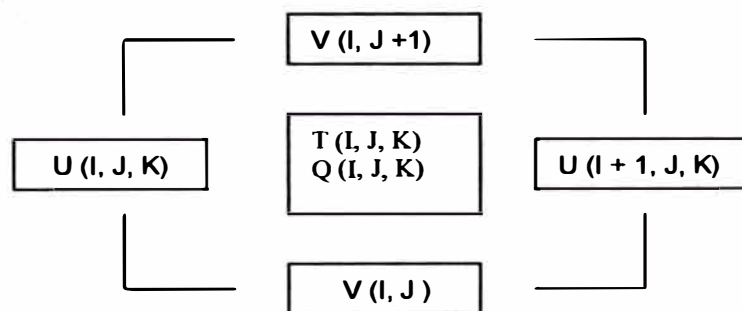 V (I, J +1)
U (I, J, K)
T (I, J, K)
Q (I, J, K)
U (I + 1, J, K)
V (I, J )